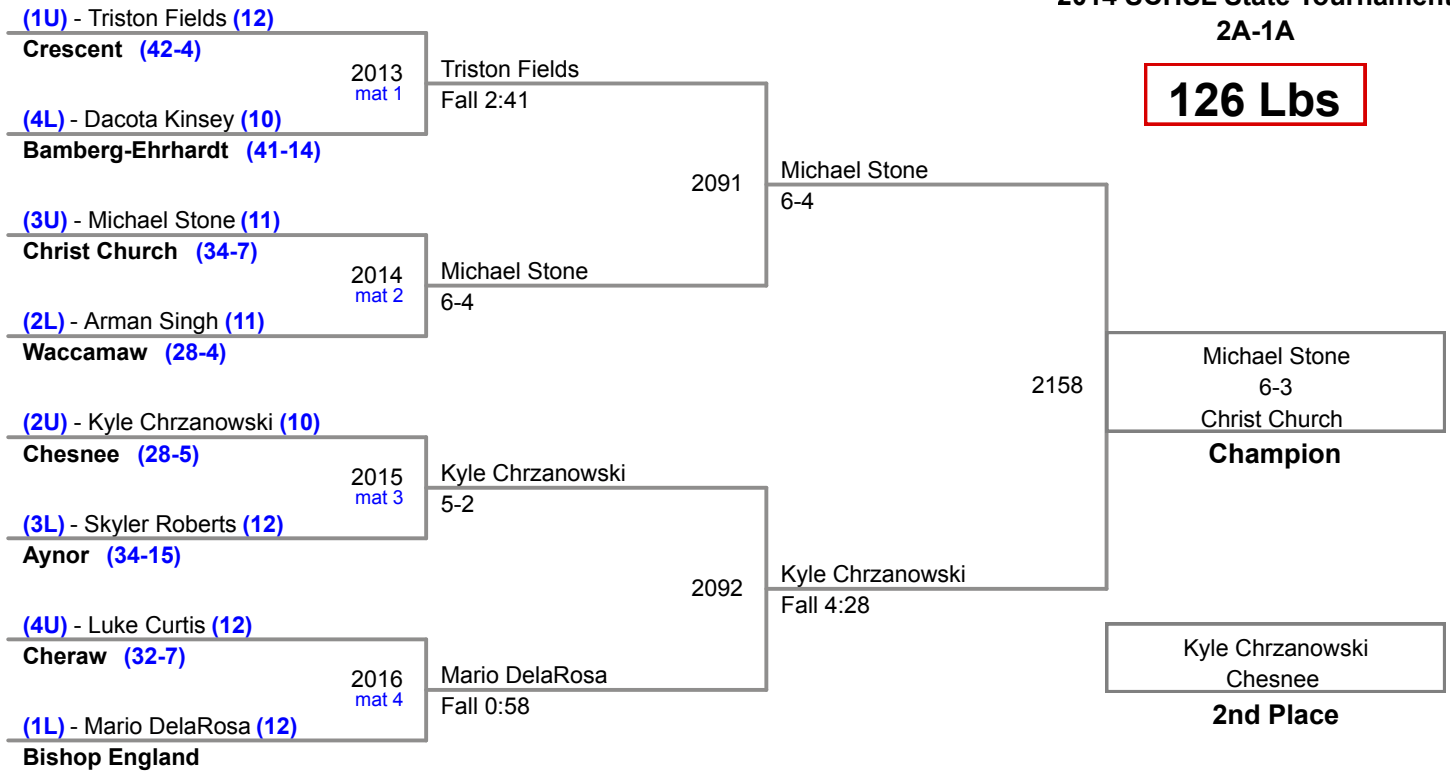 2014 SCHSL State Tournament
2A-1A
126 Lbs
(1U) - Triston Fields (12)
Crescent (42-4)
2013
mat 1
Triston Fields
Fall 2:41
(4L) - Dacota Kinsey (10)
Bamberg-Ehrhardt (41-14)
2091
Michael Stone
6-4
(3U) - Michael Stone (11)
Christ Church (34-7)
2014
mat 2
Michael Stone
6-4
(2L) - Arman Singh (11)
Waccamaw (28-4)
2158
Michael Stone
6-3
Christ Church
Champion
(2U) - Kyle Chrzanowski (10)
Chesnee (28-5)
2015
mat 3
Kyle Chrzanowski
5-2
(3L) - Skyler Roberts (12)
Aynor (34-15)
2092
Kyle Chrzanowski
Fall 4:28
(4U) - Luke Curtis (12)
Cheraw (32-7)
2016
mat 4
Mario DelaRosa
Fall 0:58
(1L) - Mario DelaRosa (12)
Bishop England
Kyle Chrzanowski
Chesnee
2nd Place